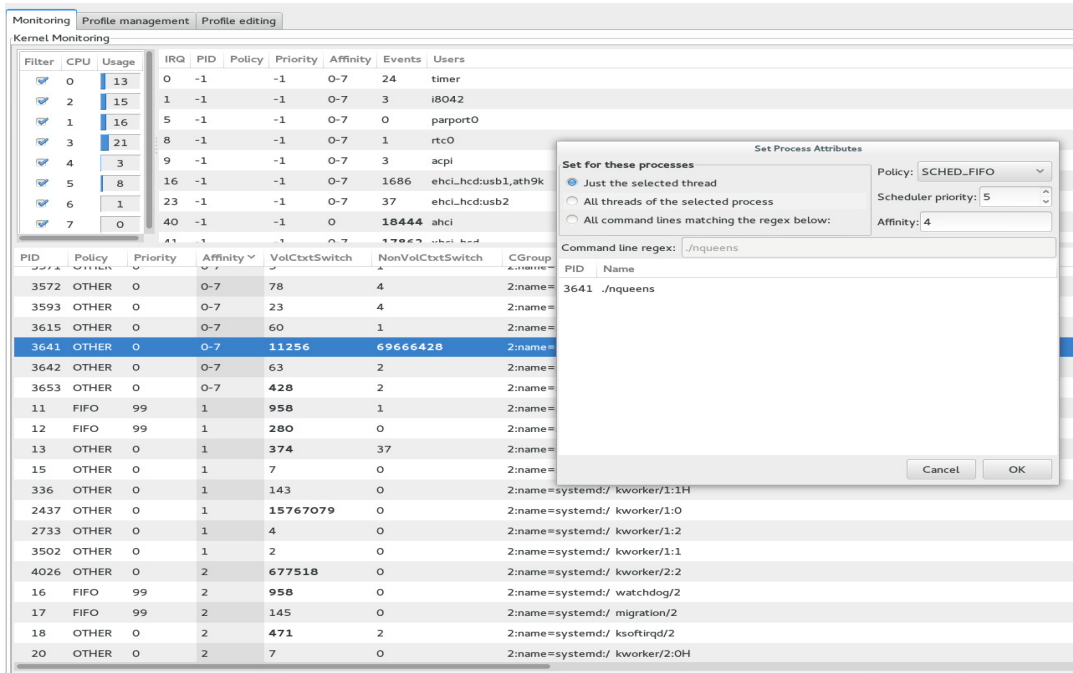 Monitoring Profile management Profile editing
Kernel Monitoring
Filter CPU Usage
0 13
2 15
1 16
3 21
4 3
5 8
6 1
7 0
IRQ PID Policy Priority Affinity Events Users
0 -1 -1 0-7 24 timer
1 -1 -1 0-7 3 i8042
5 -1 -1 0-7 0 parport0
8 -1 -1 0-7 1 rtc0
9 -1 -1 0-7 3 acpi
16 -1 -1 0-7 1686 ehci_hcd:usb1,ath9k
23 -1 -1 0-7 37 ehci_hcd:usb2
40 -1 -1 0 18444 ahci
41 -1 -1 0-7 17862 xhci_hcd
PID Policy Priority Affinity VolCtxtSwitch NonVolCtxtSwitch CGroup
3571 OTHER 0 0-7 5 1 2:name=
3572 OTHER 0 0-7 78 4 2:name=
3593 OTHER 0 0-7 23 4 2:name=
3615 OTHER 0 0-7 60 1 2:name=
3641 OTHER 0 0-7 11256 69666428 2:name=
3642 OTHER 0 0-7 63 2 2:name=
3653 OTHER 0 0-7 428 2 2:name=
11 FIFO 99 1 958 1 2:name=
12 FIFO 99 1 280 0 2:name=
13 OTHER 0 1 374 37 2:name=
15 OTHER 0 1 7 0 2:name=
336 OTHER 0 1 143 0 2:name=systemd:/ kworker/1:1H
2437 OTHER 0 1 15767079 0 2:name=systemd:/ kworker/1:0
2733 OTHER 0 1 4 0 2:name=systemd:/ kworker/1:2
3502 OTHER 0 1 2 0 2:name=systemd:/ kworker/1:1
4026 OTHER 0 2 677518 0 2:name=systemd:/ kworker/2:2
16 FIFO 99 2 958 0 2:name=systemd:/ watchdog/2
17 FIFO 99 2 145 0 2:name=systemd:/ migration/2
18 OTHER 0 2 471 2 2:name=systemd:/ ksoftirqd/2
20 OTHER 0 2 7 0 2:name=systemd:/ kworker/2:0H
Set Process Attributes
Set for these processes
Just the selected thread
All threads of the selected process
All command lines matching the regex below:
Policy: SCHED_FIFO
Scheduler priority: 5
Affinity: 4
Command line regex: ./nqueens
PID Name
3641 ./nqueens
Cancel OK